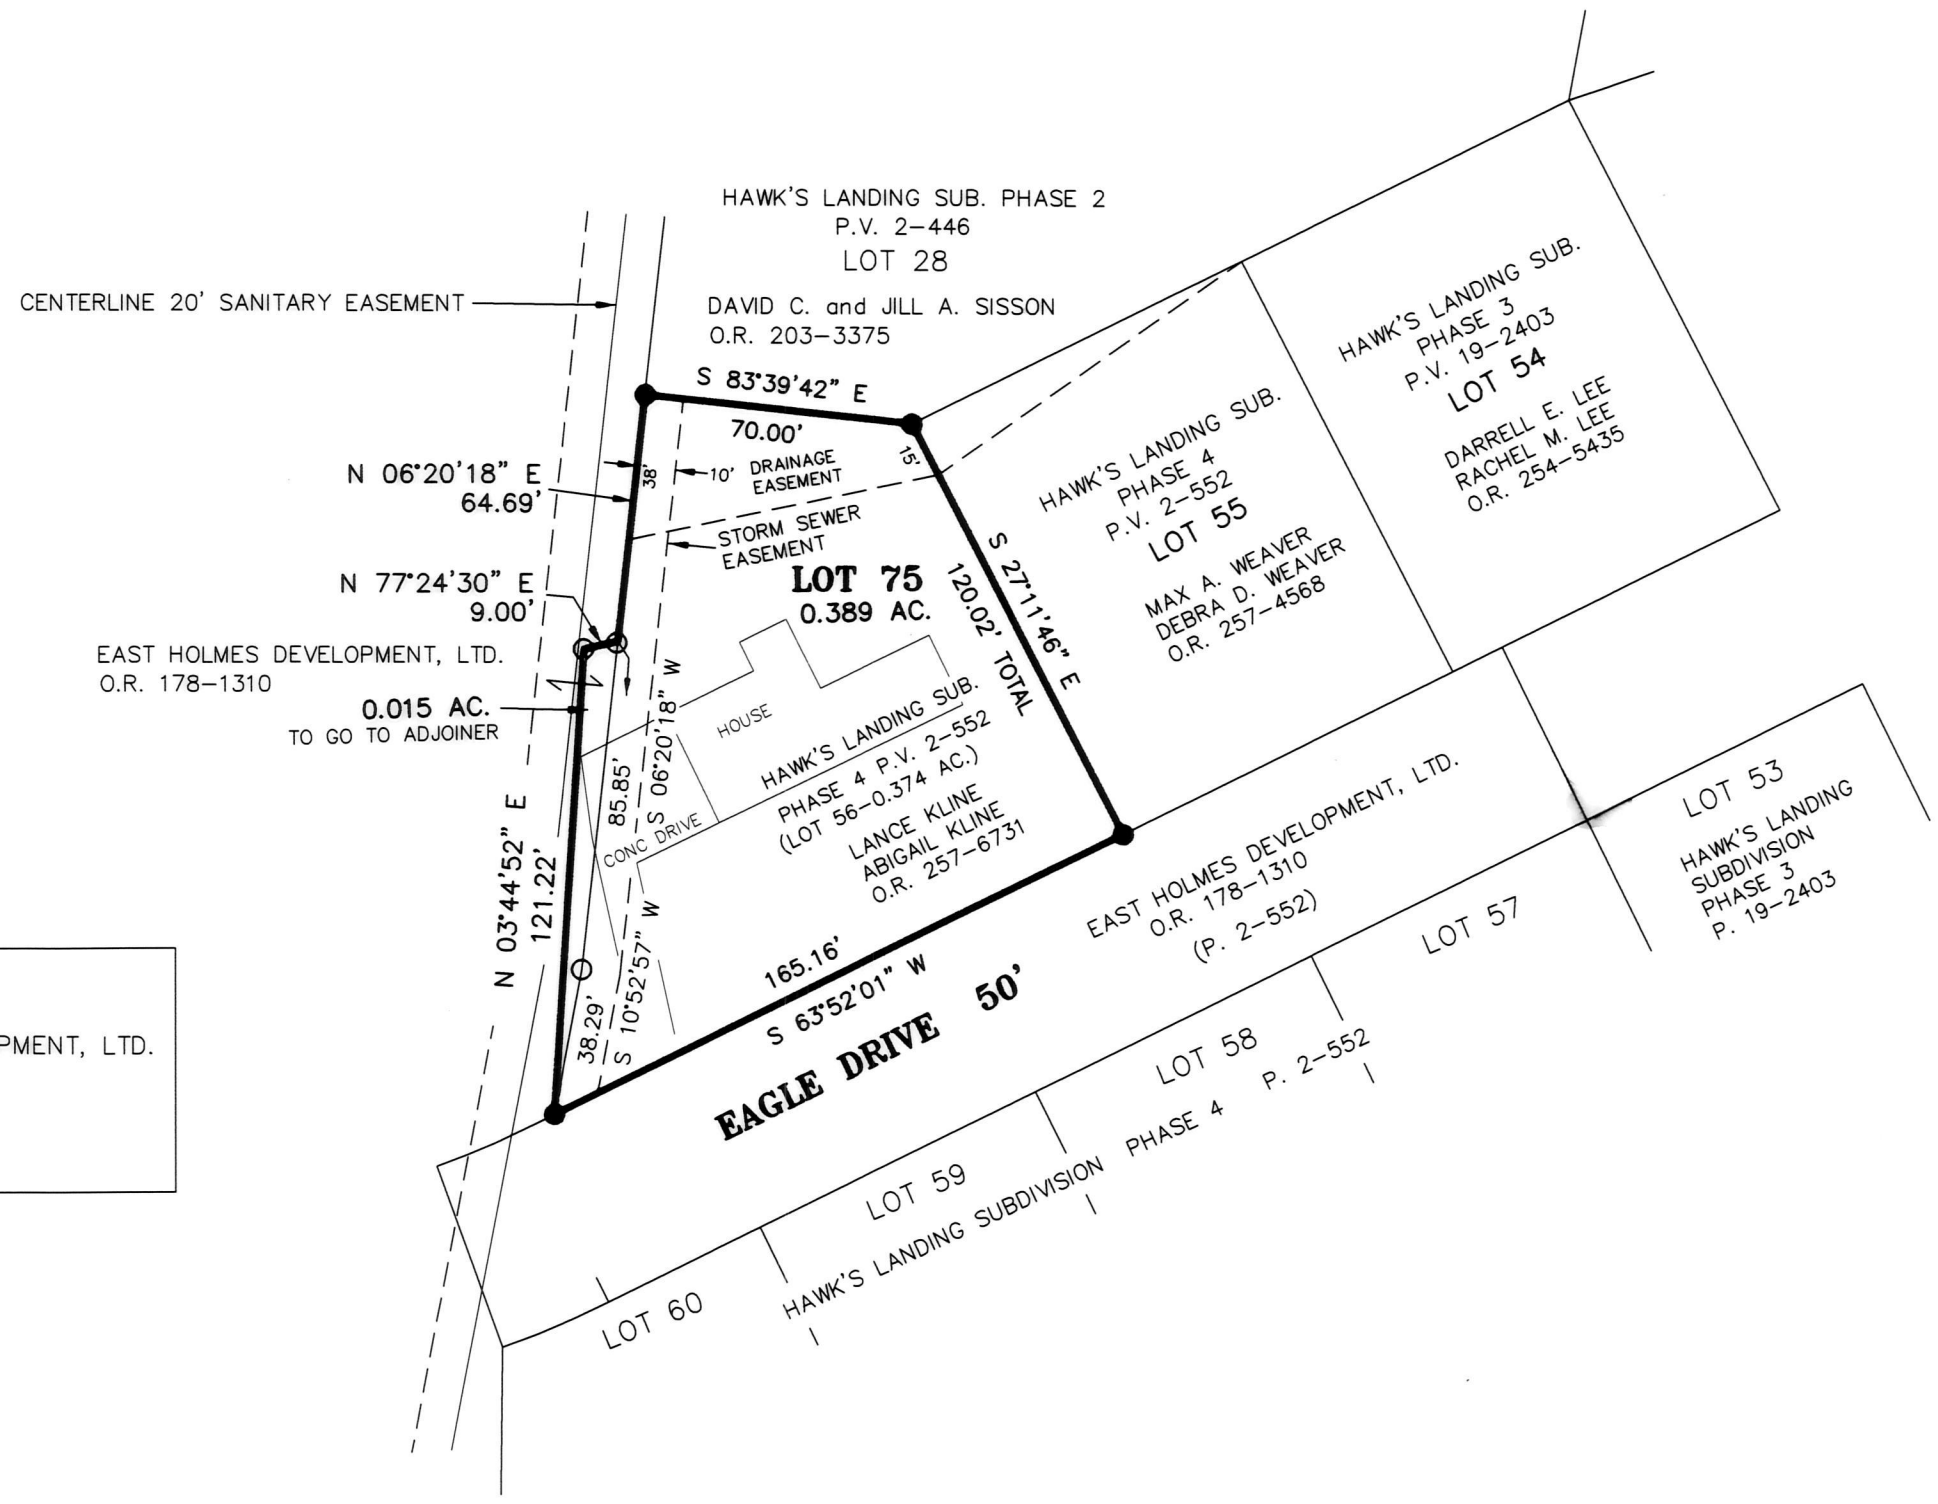 HAWK'S LANDING SUB. PHASE 2
P.V. 2-446
LOT 28
DAVID C. and JILL A. SISSON
O.R. 203-3375
CENTERLINE 20' SANITARY EASEMENT
S 83°39'42" E
70.00'
15'
38'
10' DRAINAGE
EASEMENT
STORM SEWER
EASEMENT
N 06°20'18" E
64.69'
N 77°24'30" E
9.00'
EAST HOLMES DEVELOPMENT, LTD.
O.R. 178-1310
0.015 AC.
TO GO TO ADJOINER
LOT 75
0.389 AC.
S 27°11'46" E
120.02' TOTAL
HOUSE
HAWK'S LANDING SUB.
PHASE 4 P.V. 2-552
(LOT 56-0.374 AC.)
LANCE KLINE
ABIGAIL KLINE
O.R. 257-6731
CONC DRIVE
85.85'
S 06°20'18" W
N 03°44'52" E
121.22'
38.29'
S 10°52'57" W
165.16'
S 63°52'01" W
EAGLE DRIVE 50'
HAWK'S LANDING SUB.
PHASE 4
P.V. 2-552
LOT 55
MAX A. WEAVER
DEBRA D. WEAVER
O.R. 257-4568
HAWK'S LANDING SUB.
PHASE 3
P.V. 19-2403
LOT 54
DARRELL E. LEE
RACHEL M. LEE
O.R. 254-5435
EAST HOLMES DEVELOPMENT, LTD.
O.R. 178-1310
(P. 2-552)
LOT 53
HAWK'S LANDING
SUBDIVISION
PHASE 3
P. 19-2403
LOT 57
LOT 58
LOT 59
LOT 60
HAWK'S LANDING SUBDIVISION PHASE 4 P. 2-552
PMENT, LTD.